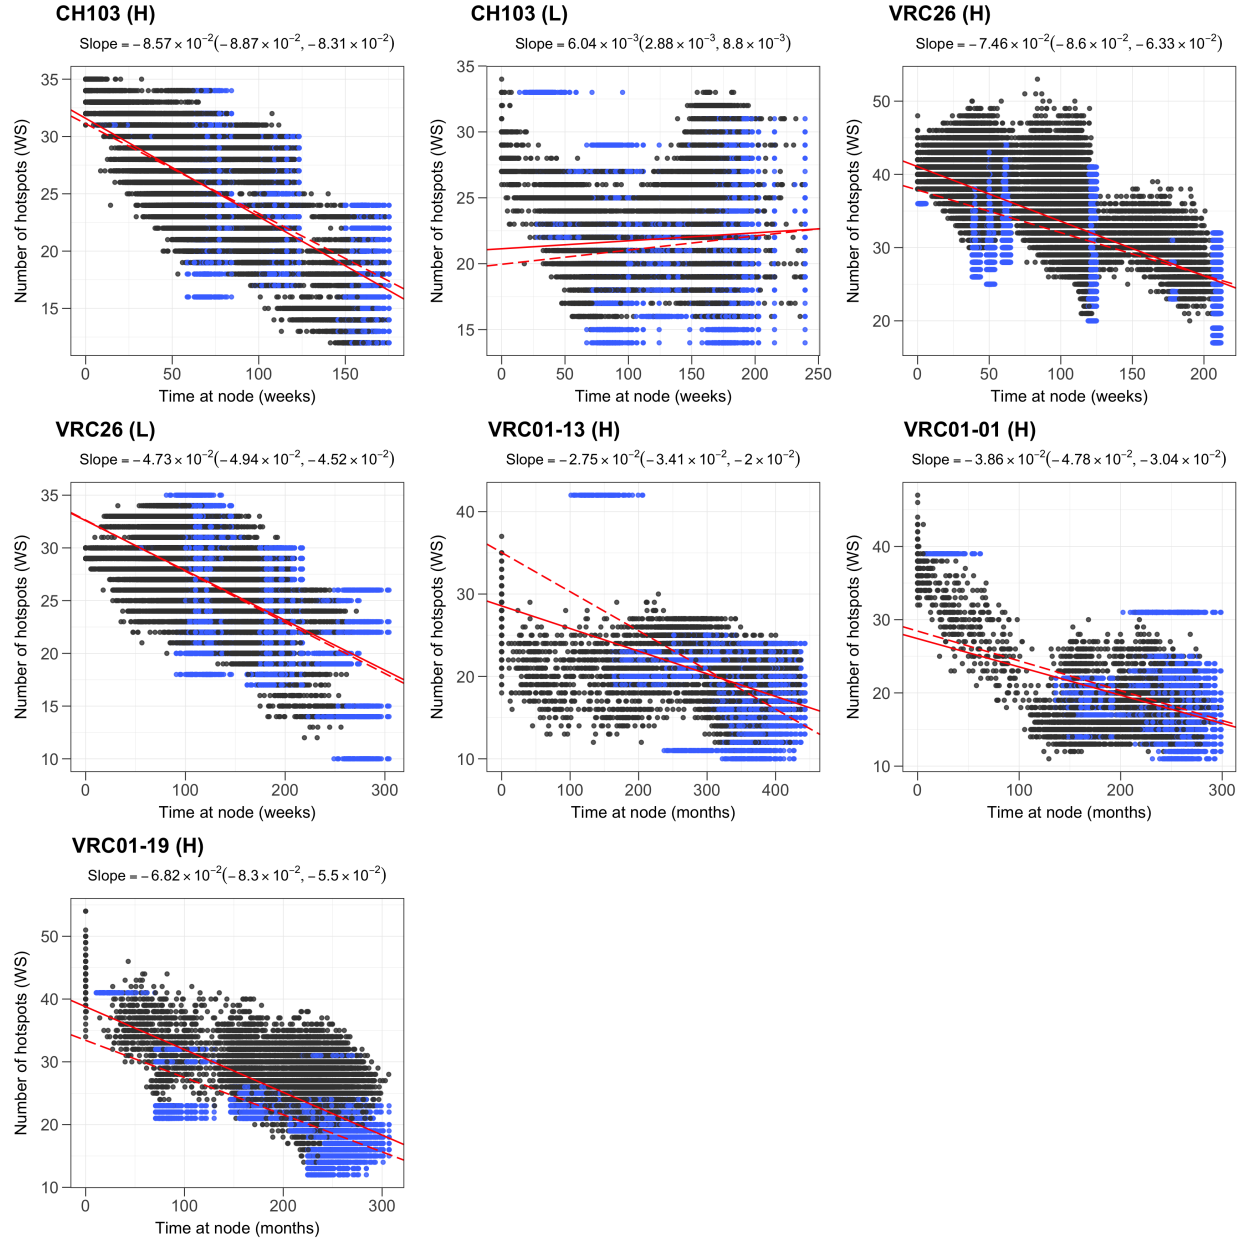 CH103 (H)
Slope = −8.57 × 10⁻²(−8.87 × 10⁻², −8.31 × 10⁻²)
35
30
25
20
15
Number of hotspots (WS)
0 50 100 150
Time at node (weeks)
CH103 (L)
Slope = 6.04 × 10⁻³(2.88 × 10⁻³, 8.8 × 10⁻³)
35
30
25
20
15
Number of hotspots (WS)
0 50 100 150 200 250
Time at node (weeks)
VRC26 (H)
Slope = −7.46 × 10⁻²(−8.6 × 10⁻², −6.33 × 10⁻²)
50
40
30
20
Number of hotspots (WS)
0 50 100 150 200
Time at node (weeks)
VRC26 (L)
Slope = −4.73 × 10⁻²(−4.94 × 10⁻², −4.52 × 10⁻²)
35
30
25
20
15
10
Number of hotspots (WS)
0 100 200 300
Time at node (weeks)
VRC01-13 (H)
Slope = −2.75 × 10⁻²(−3.41 × 10⁻², −2 × 10⁻²)
40
30
20
10
Number of hotspots (WS)
0 100 200 300 400
Time at node (months)
VRC01-01 (H)
Slope = −3.86 × 10⁻²(−4.78 × 10⁻², −3.04 × 10⁻²)
40
30
20
10
Number of hotspots (WS)
0 100 200 300
Time at node (months)
VRC01-19 (H)
Slope = −6.82 × 10⁻²(−8.3 × 10⁻², −5.5 × 10⁻²)
50
40
30
20
10
Number of hotspots (WS)
0 100 200 300
Time at node (months)